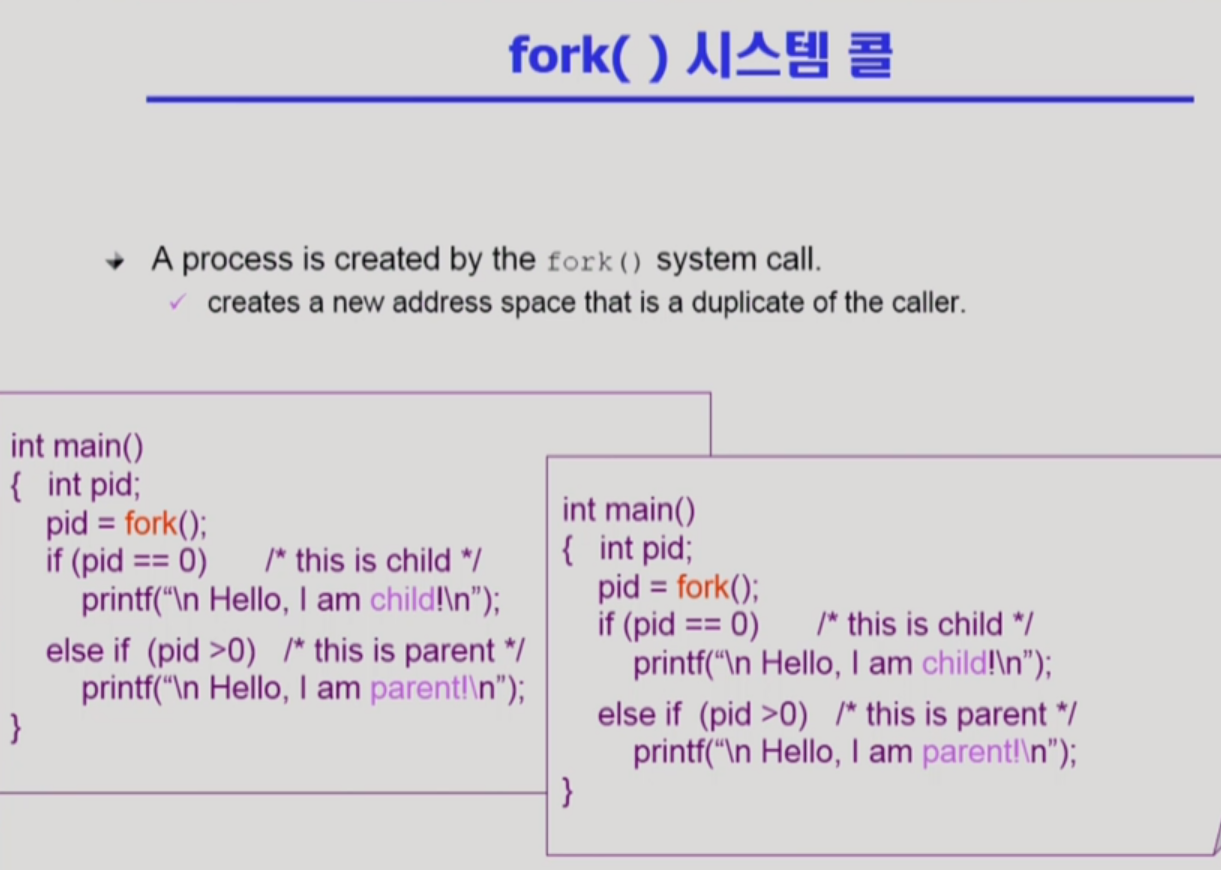 fork( ) 시스템 콜
A process is created by the fork() system call.
creates a new address space that is a duplicate of the caller.
int main()
{ int pid;
pid = fork();
if (pid == 0) /* this is child */
printf(“\n Hello, I am child!\n”);
else if (pid >0) /* this is parent */
printf(“\n Hello, I am parent!\n”);
}
int main()
{ int pid;
pid = fork();
if (pid == 0) /* this is child */
printf(“\n Hello, I am child!\n”);
else if (pid >0) /* this is parent */
printf(“\n Hello, I am parent!\n”);
}